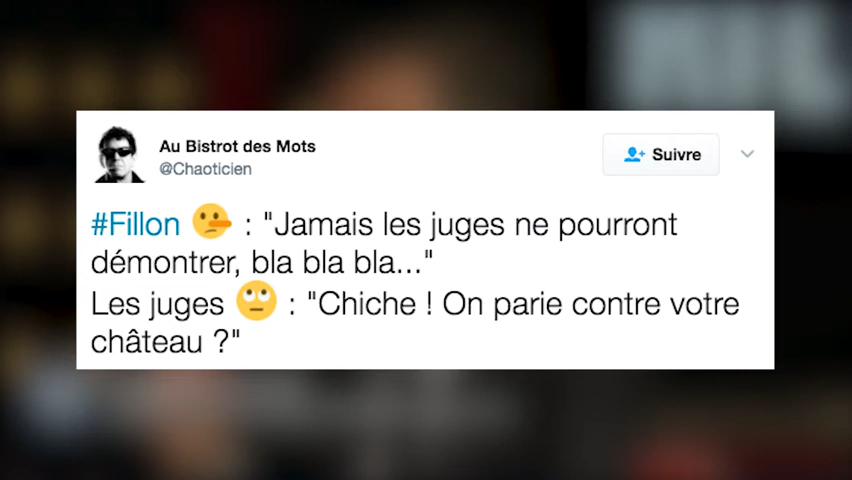 Au Bistrot des Mots
@Chaoticien
Suivre
#Fillon 🤥 : "Jamais les juges ne pourront
démontrer, bla bla bla..."
Les juges 🙄 : "Chiche ! On parie contre votre
château ?"